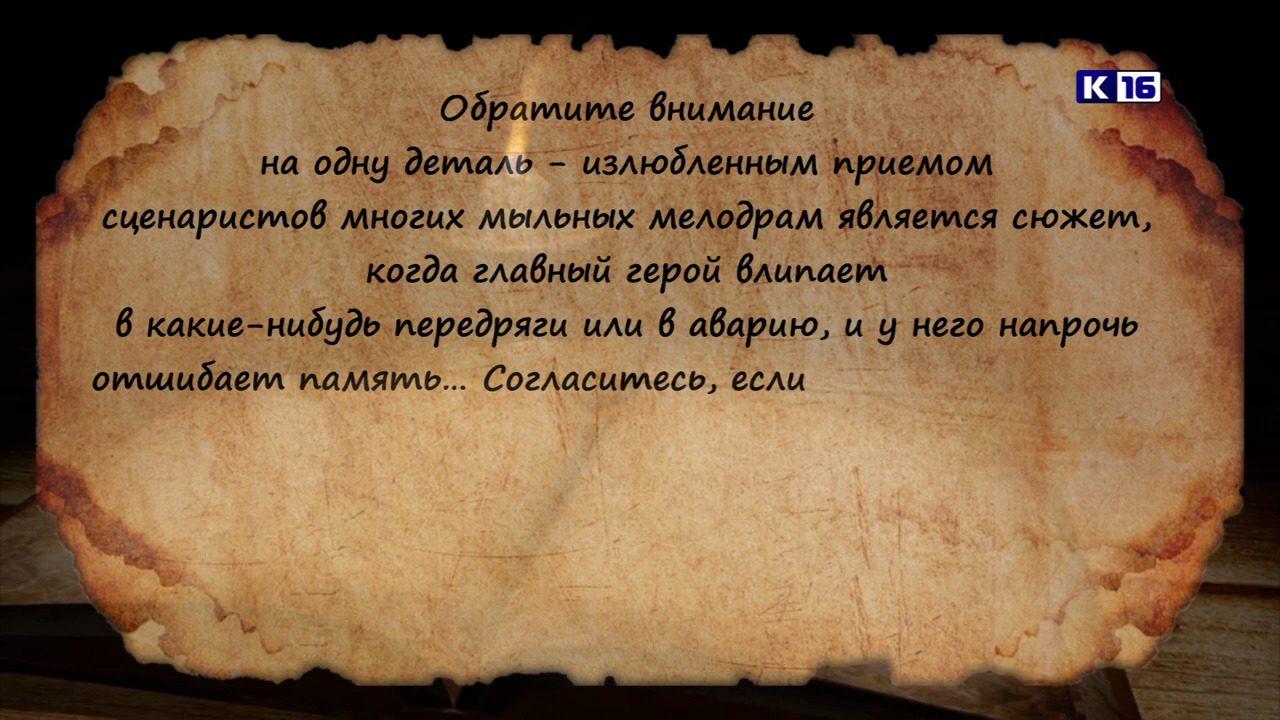 К 16
Обратите внимание
на одну деталь - излюбленным приемом
сценаристов многих мыльных мелодрам является сюжет,
когда главный герой влипает
в какие-нибудь передряги или в аварию, и у него напрочь
отшибает память... Согласитесь, если